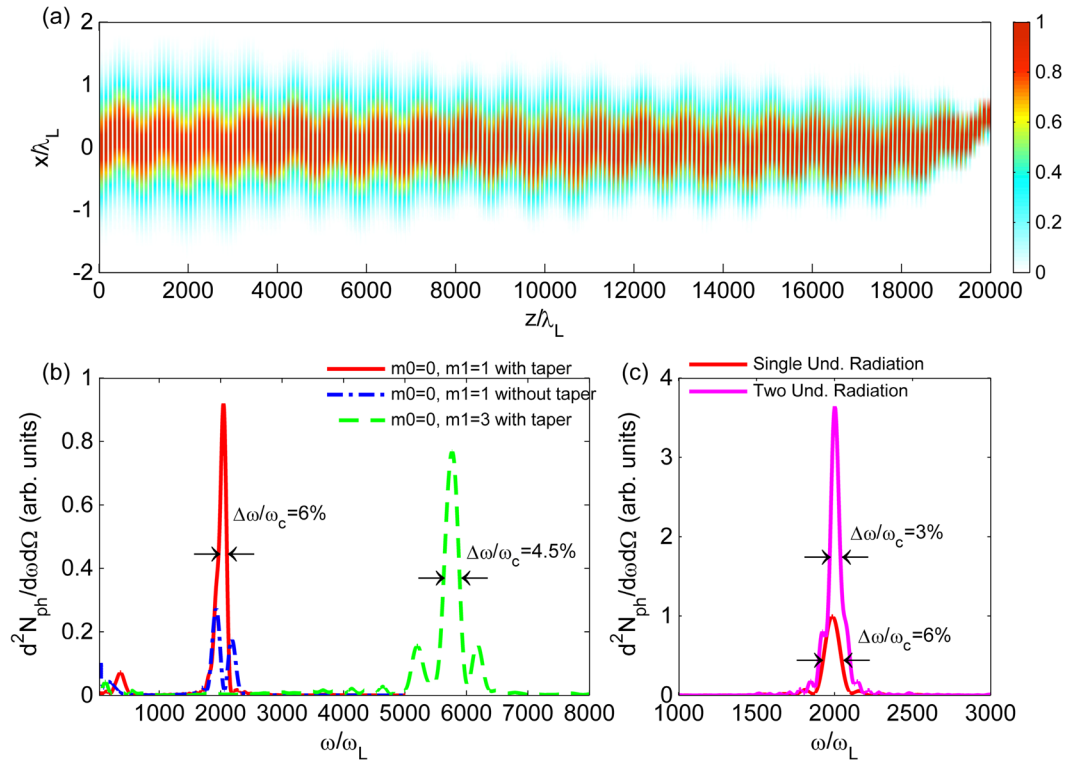 (a)
2
1
0
-1
-2
x/λL
0
2000
4000
6000
8000
10000
12000
14000
16000
18000
20000
z/λL
1
0.8
0.6
0.4
0.2
0
(b)
m0=0, m1=1 with taper
m0=0, m1=1 without taper
m0=0, m1=3 with taper
1
0.8
0.6
0.4
0.2
0
d²Nph/dωdΩ (arb. units)
Δω/ωc=6%
Δω/ωc=4.5%
1000
2000
3000
4000
5000
6000
7000
8000
ω/ωL
(c)
Single Und. Radiation
Two Und. Radiation
4
3
2
1
0
d²Nph/dωdΩ (arb. units)
Δω/ωc=3%
Δω/ωc=6%
1000
1500
2000
2500
3000
ω/ωL